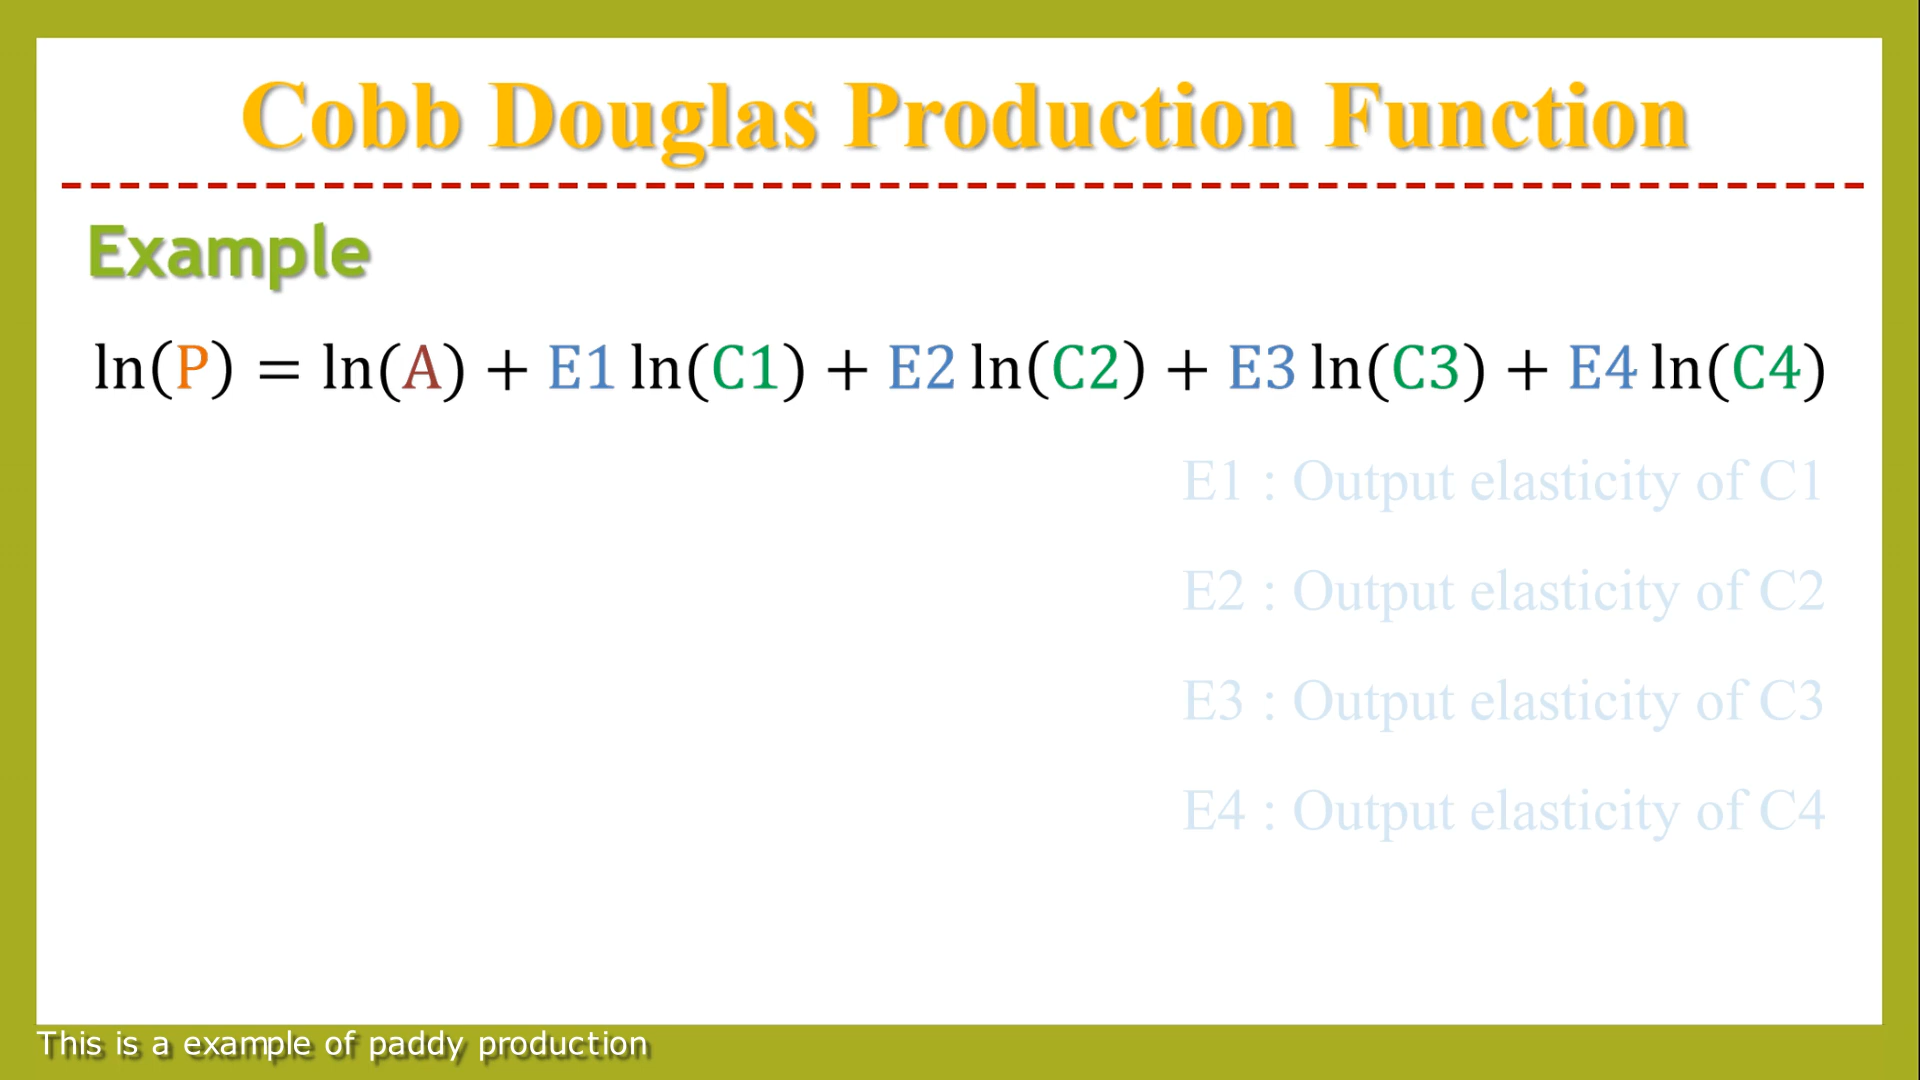 Cobb Douglas Production Function
Example
ln(P) = ln(A) + E1 ln(C1) + E2 ln(C2) + E3 ln(C3) + E4 ln(C4)
E1 : Output elasticity of C1
E2 : Output elasticity of C2
E3 : Output elasticity of C3
E4 : Output elasticity of C4
This is a example of paddy production